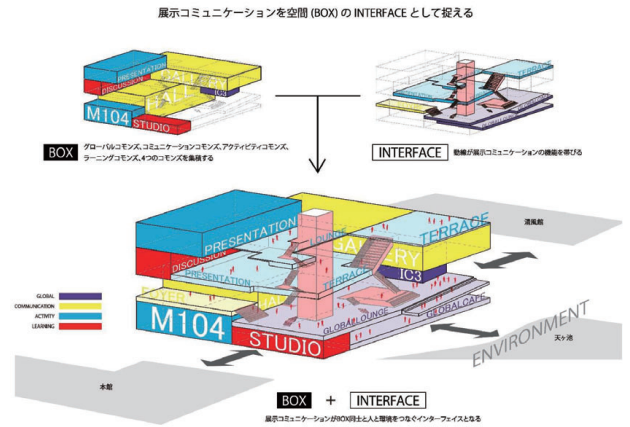 展示コミュニケーションを空間 (BOX) の INTERFACE として捉える
PRESENTATION
GALLERY
DISCUSSION
HALL
IC3
M104
STUDIO
TERRACE
BOX
グローバルコモンズ、コミュニケーションコモンズ、アクティビティコモンズ、
ラーニングコモンズ、4つのコモンズを集積する
INTERFACE
動線が展示コミュニケーションの機能を帯びる
清風館
PRESENTATION
LOUNGE
GALLERY
TERRACE
DISCUSSION
PRESENTATION
TERRACE
IC3
GLOBAL
COMMUNICATION
ACTIVITY
LEARNING
M104
STUDIO
GLOBAL LOUNGE
GLOBAL CAFE
ENVIRONMENT
天ヶ池
本館
BOX + INTERFACE
展示コミュニケーションがBOX同士と人と環境をつなぐインターフェイスとなる